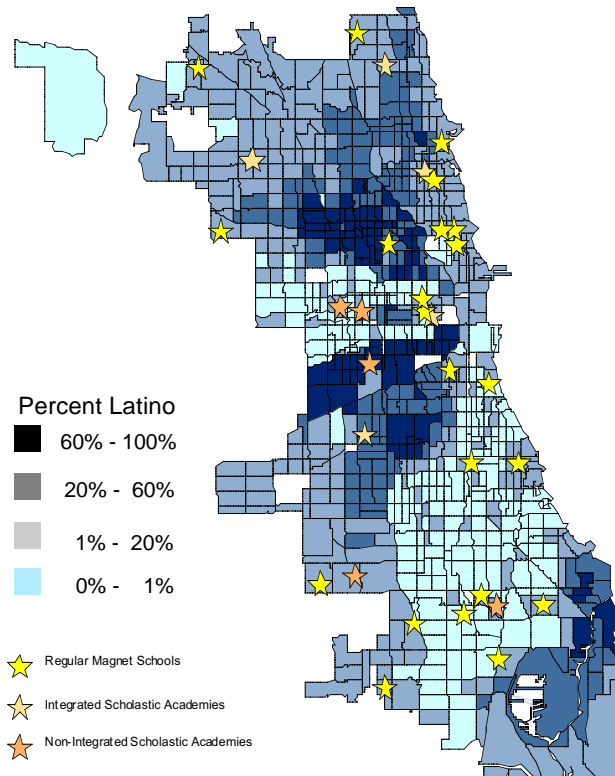 Percent Latino
60% - 100%
20% - 60%
1% - 20%
0% - 1%
Regular Magnet Schools
Integrated Scholastic Academies
Non-Integrated Scholastic Academies